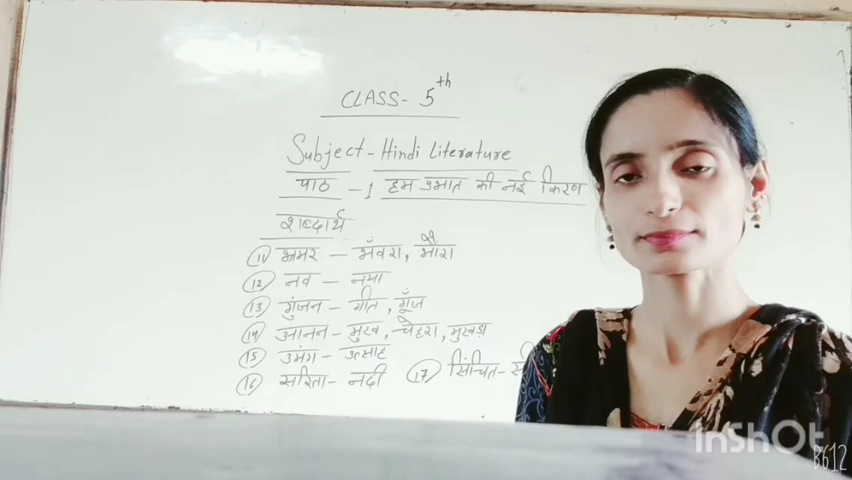 CLASS- 5th
Subject-Hindi Literature
पाठ - 1 हम प्रभात की नई किरण
शब्दार्थ
11 भ्रमर - भँवरा, भौंरा
12 नव - नया
13 गुंजन - गीत, गूँज
14 आनन - मुख, चेहरा, मुखड़ा
15 उमंग - उत्साह
16 सरिता - नदी 17 सिंचित-
InShOt
B612